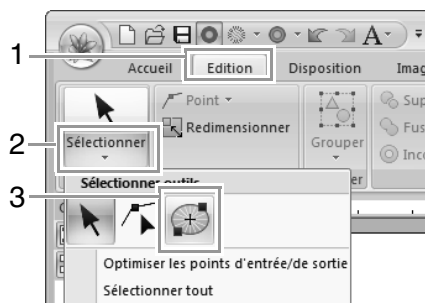 1
A
Accueil Edition Disposition Imag
Point
Sup
2
Sélectionner
Redimensionner
Grouper
Fus
Inco
er
3
Sélectionner outils
Optimiser les points d'entrée/de sortie
Sélectionner tout